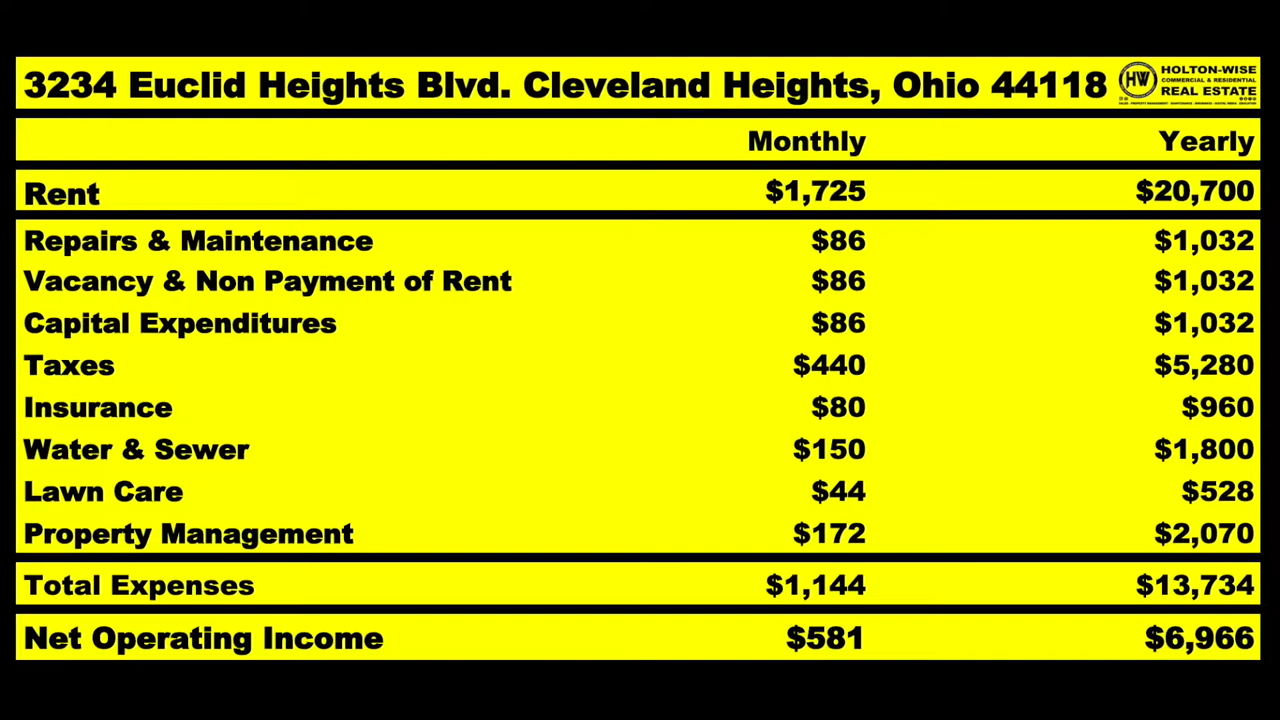 3234 Euclid Heights Blvd. Cleveland Heights, Ohio 44118
HW
HOLTON-WISE
COMMERCIAL & RESIDENTIAL
REAL ESTATE
Monthly Yearly
Rent $1,725 $20,700
Repairs & Maintenance $86 $1,032
Vacancy & Non Payment of Rent $86 $1,032
Capital Expenditures $86 $1,032
Taxes $440 $5,280
Insurance $80 $960
Water & Sewer $150 $1,800
Lawn Care $44 $528
Property Management $172 $2,070
Total Expenses $1,144 $13,734
Net Operating Income $581 $6,966